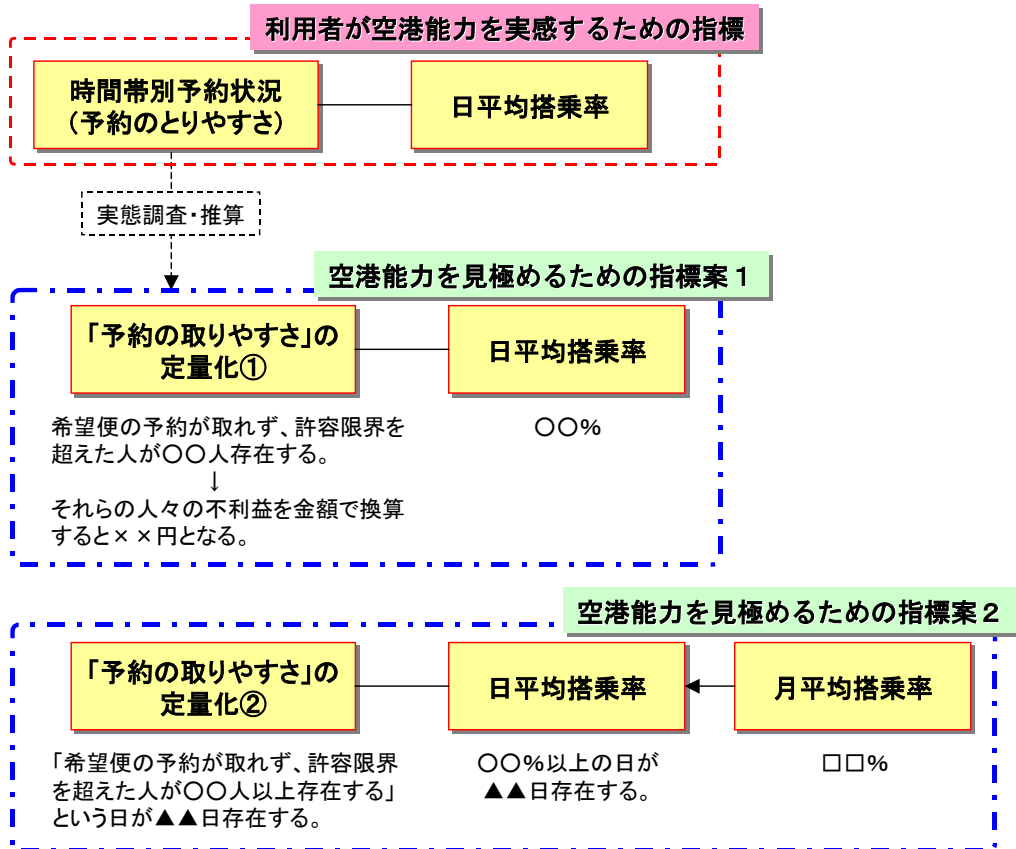 利用者が空港能力を実感するための指標
時間帯別予約状況
(予約のとりやすさ)
日平均搭乗率
実態調査・推算
空港能力を見極めるための指標案１
「予約の取りやすさ」の
定量化①
日平均搭乗率
希望便の予約が取れず、許容限界を
超えた人が〇〇人存在する。
↓
それらの人々の不利益を金額で換算
すると××円となる。
〇〇%
空港能力を見極めるための指標案２
「予約の取りやすさ」の
定量化②
日平均搭乗率
月平均搭乗率
「希望便の予約が取れず、許容限界
を超えた人が〇〇人以上存在する」
という日が▲▲日存在する。
〇〇%以上の日が
▲▲日存在する。
□□%